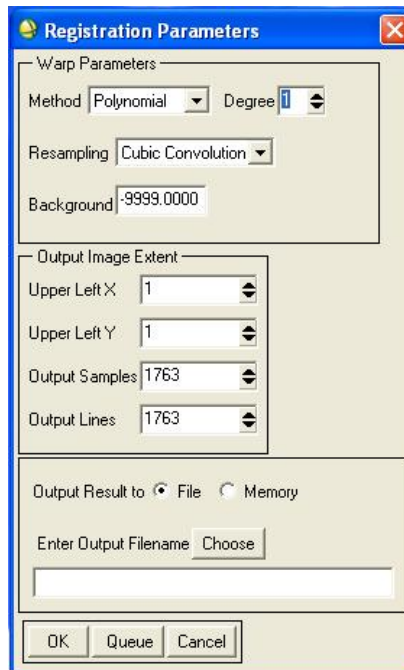 Registration Parameters
Warp Parameters
Method Polynomial Degree 1
Resampling Cubic Convolution
Background -9999.0000
Output Image Extent
Upper Left X 1
Upper Left Y 1
Output Samples 1763
Output Lines 1763
Output Result to File Memory
Enter Output Filename Choose
OK Queue Cancel